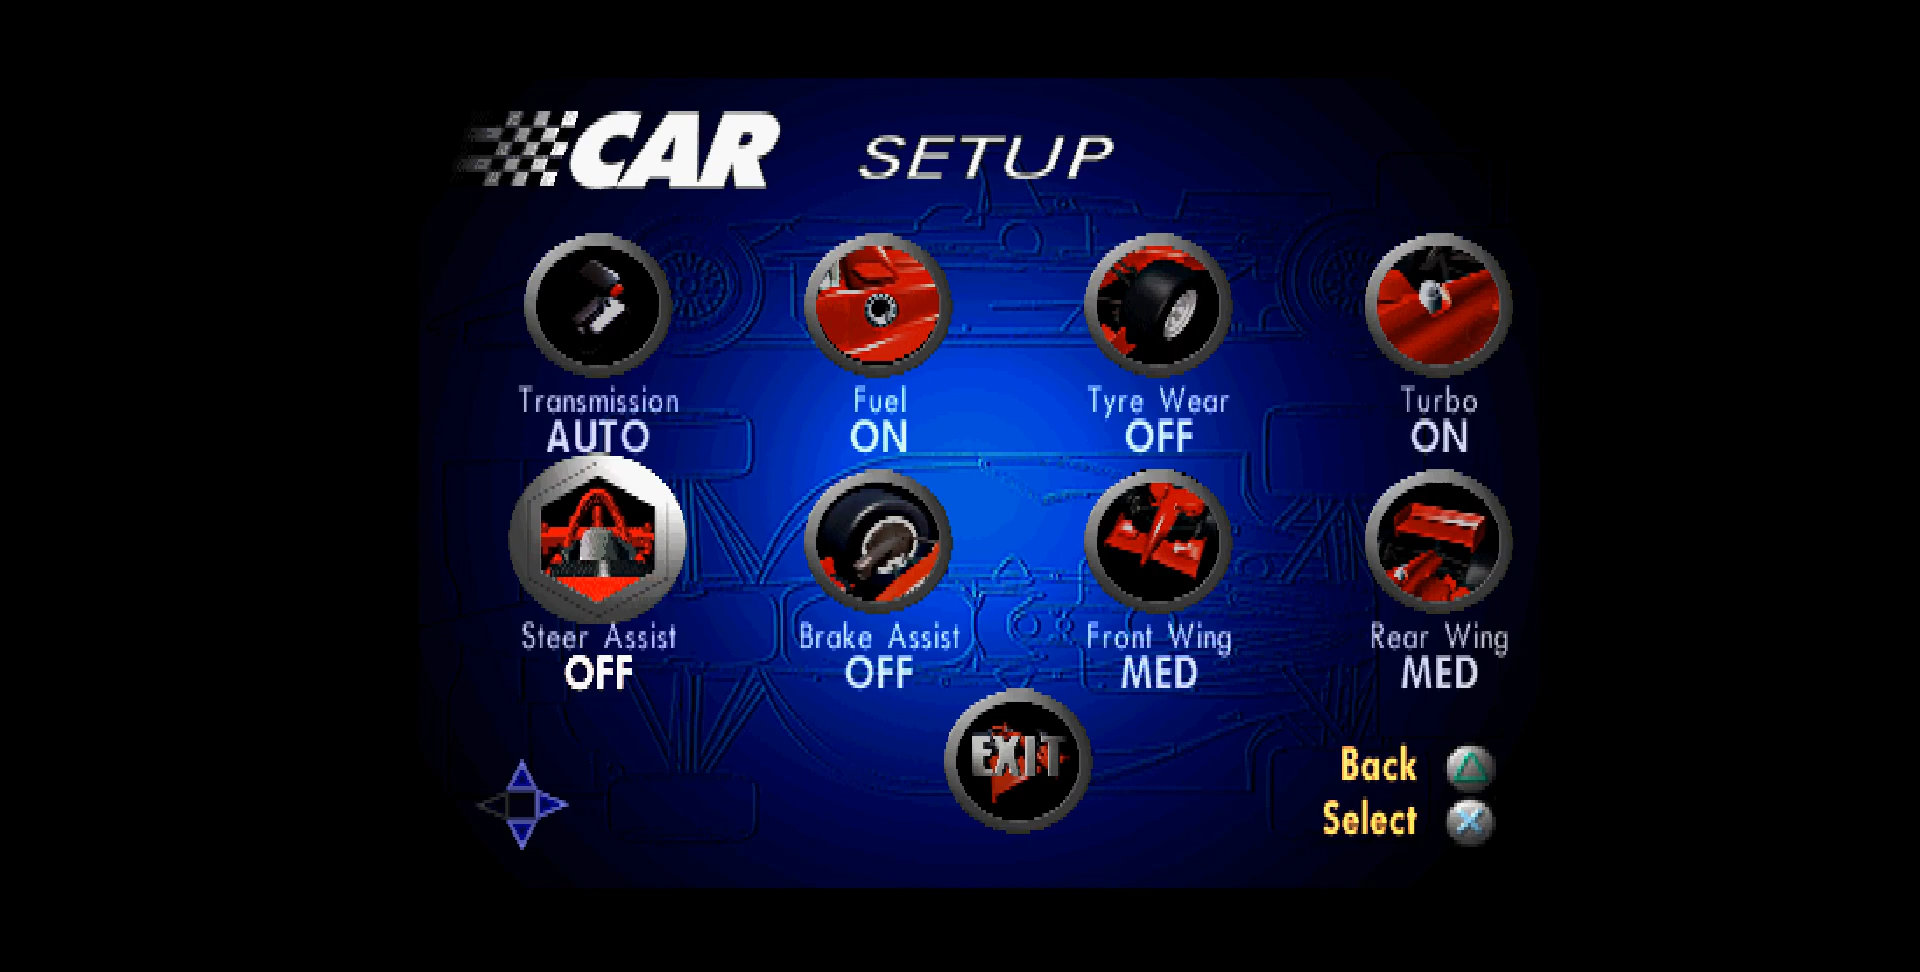 CAR SETUP
Transmission
AUTO
Fuel
ON
Tyre Wear
OFF
Turbo
ON
Steer Assist
OFF
Brake Assist
OFF
Front Wing
MED
Rear Wing
MED
EXIT
Back
Select